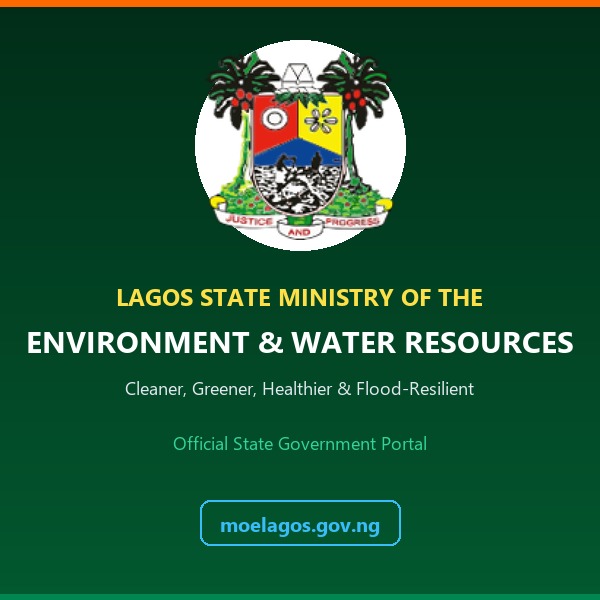 JUSTICE AND PROGRESS
LAGOS STATE MINISTRY OF THE
ENVIRONMENT & WATER RESOURCES
Cleaner, Greener, Healthier & Flood-Resilient
Official State Government Portal
moelagos.gov.ng